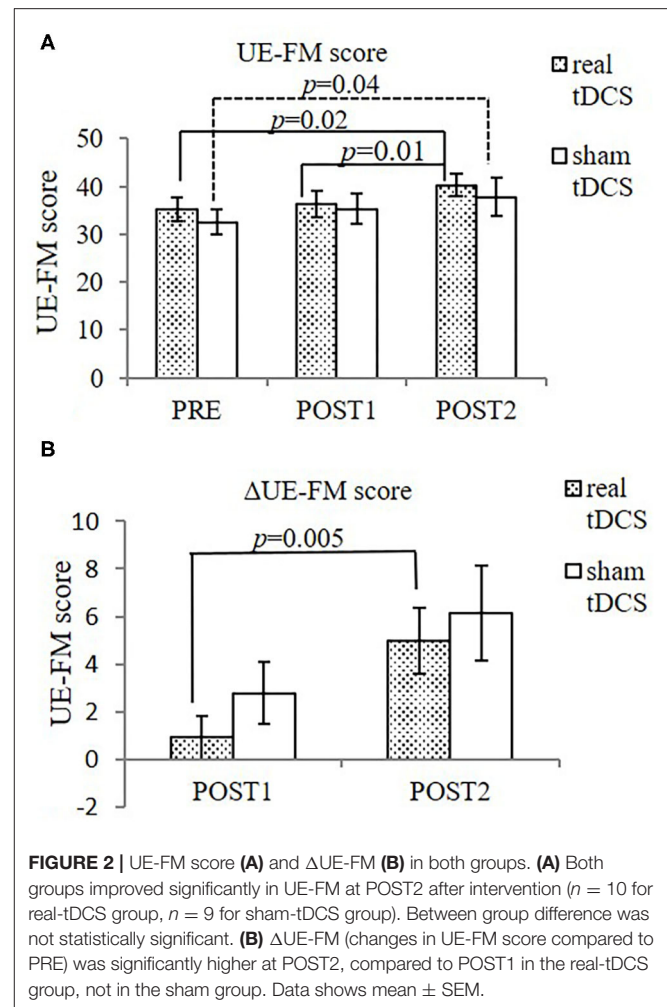 A
UE-FM score
real
tDCS
p=0.04
p=0.02
sham
tDCS
p=0.01
50
40
30
20
10
0
UE-FM score
PRE POST1 POST2
B
ΔUE-FM score
real
tDCS
p=0.005
sham
tDCS
10
8
6
4
2
0
-2
UE-FM score
POST1 POST2
FIGURE 2 | UE-FM score (A) and ΔUE-FM (B) in both groups. (A) Both
groups improved significantly in UE-FM at POST2 after intervention (n = 10 for
real-tDCS group, n = 9 for sham-tDCS group). Between group difference was
not statistically significant. (B) ΔUE-FM (changes in UE-FM score compared to
PRE) was significantly higher at POST2, compared to POST1 in the real-tDCS
group, not in the sham group. Data shows mean ± SEM.